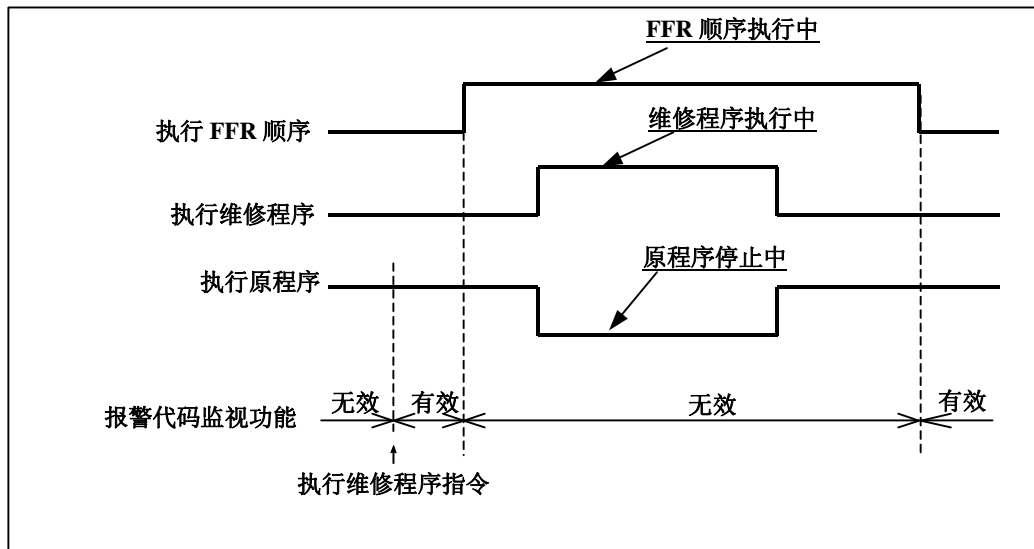 FFR 顺序执行中
执行 FFR 顺序
维修程序执行中
执行维修程序
原程序停止中
执行原程序
报警代码监视功能
无效
有效
无效
有效
执行维修程序指令